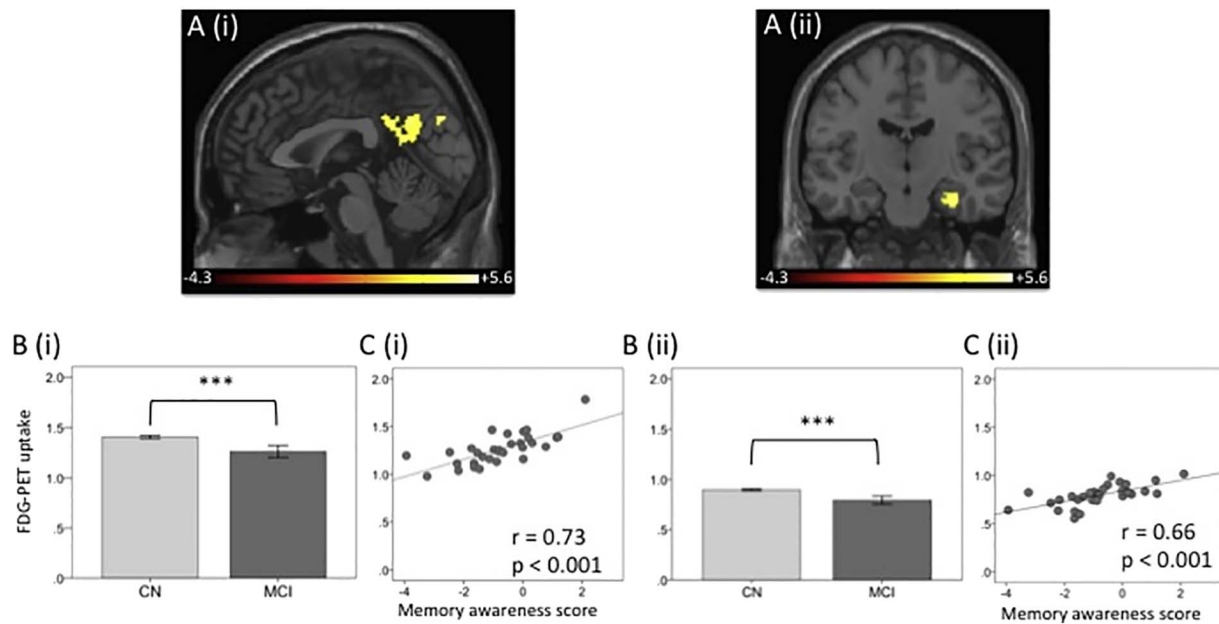 A (i)
-4.3 +5.6
A (ii)
-4.3 +5.6
B (i)
FDG-PET uptake
2.0
1.5
1.0
.5
.0
***
CN MCI
C (i)
2.0
1.5
1.0
.5
.0
r = 0.73
p < 0.001
-4 -2 0 2
Memory awareness score
B (ii)
2.0
1.5
1.0
.5
.0
***
CN MCI
C (ii)
2.0
1.5
1.0
.5
.0
r = 0.66
p < 0.001
-4 -2 0 2
Memory awareness score